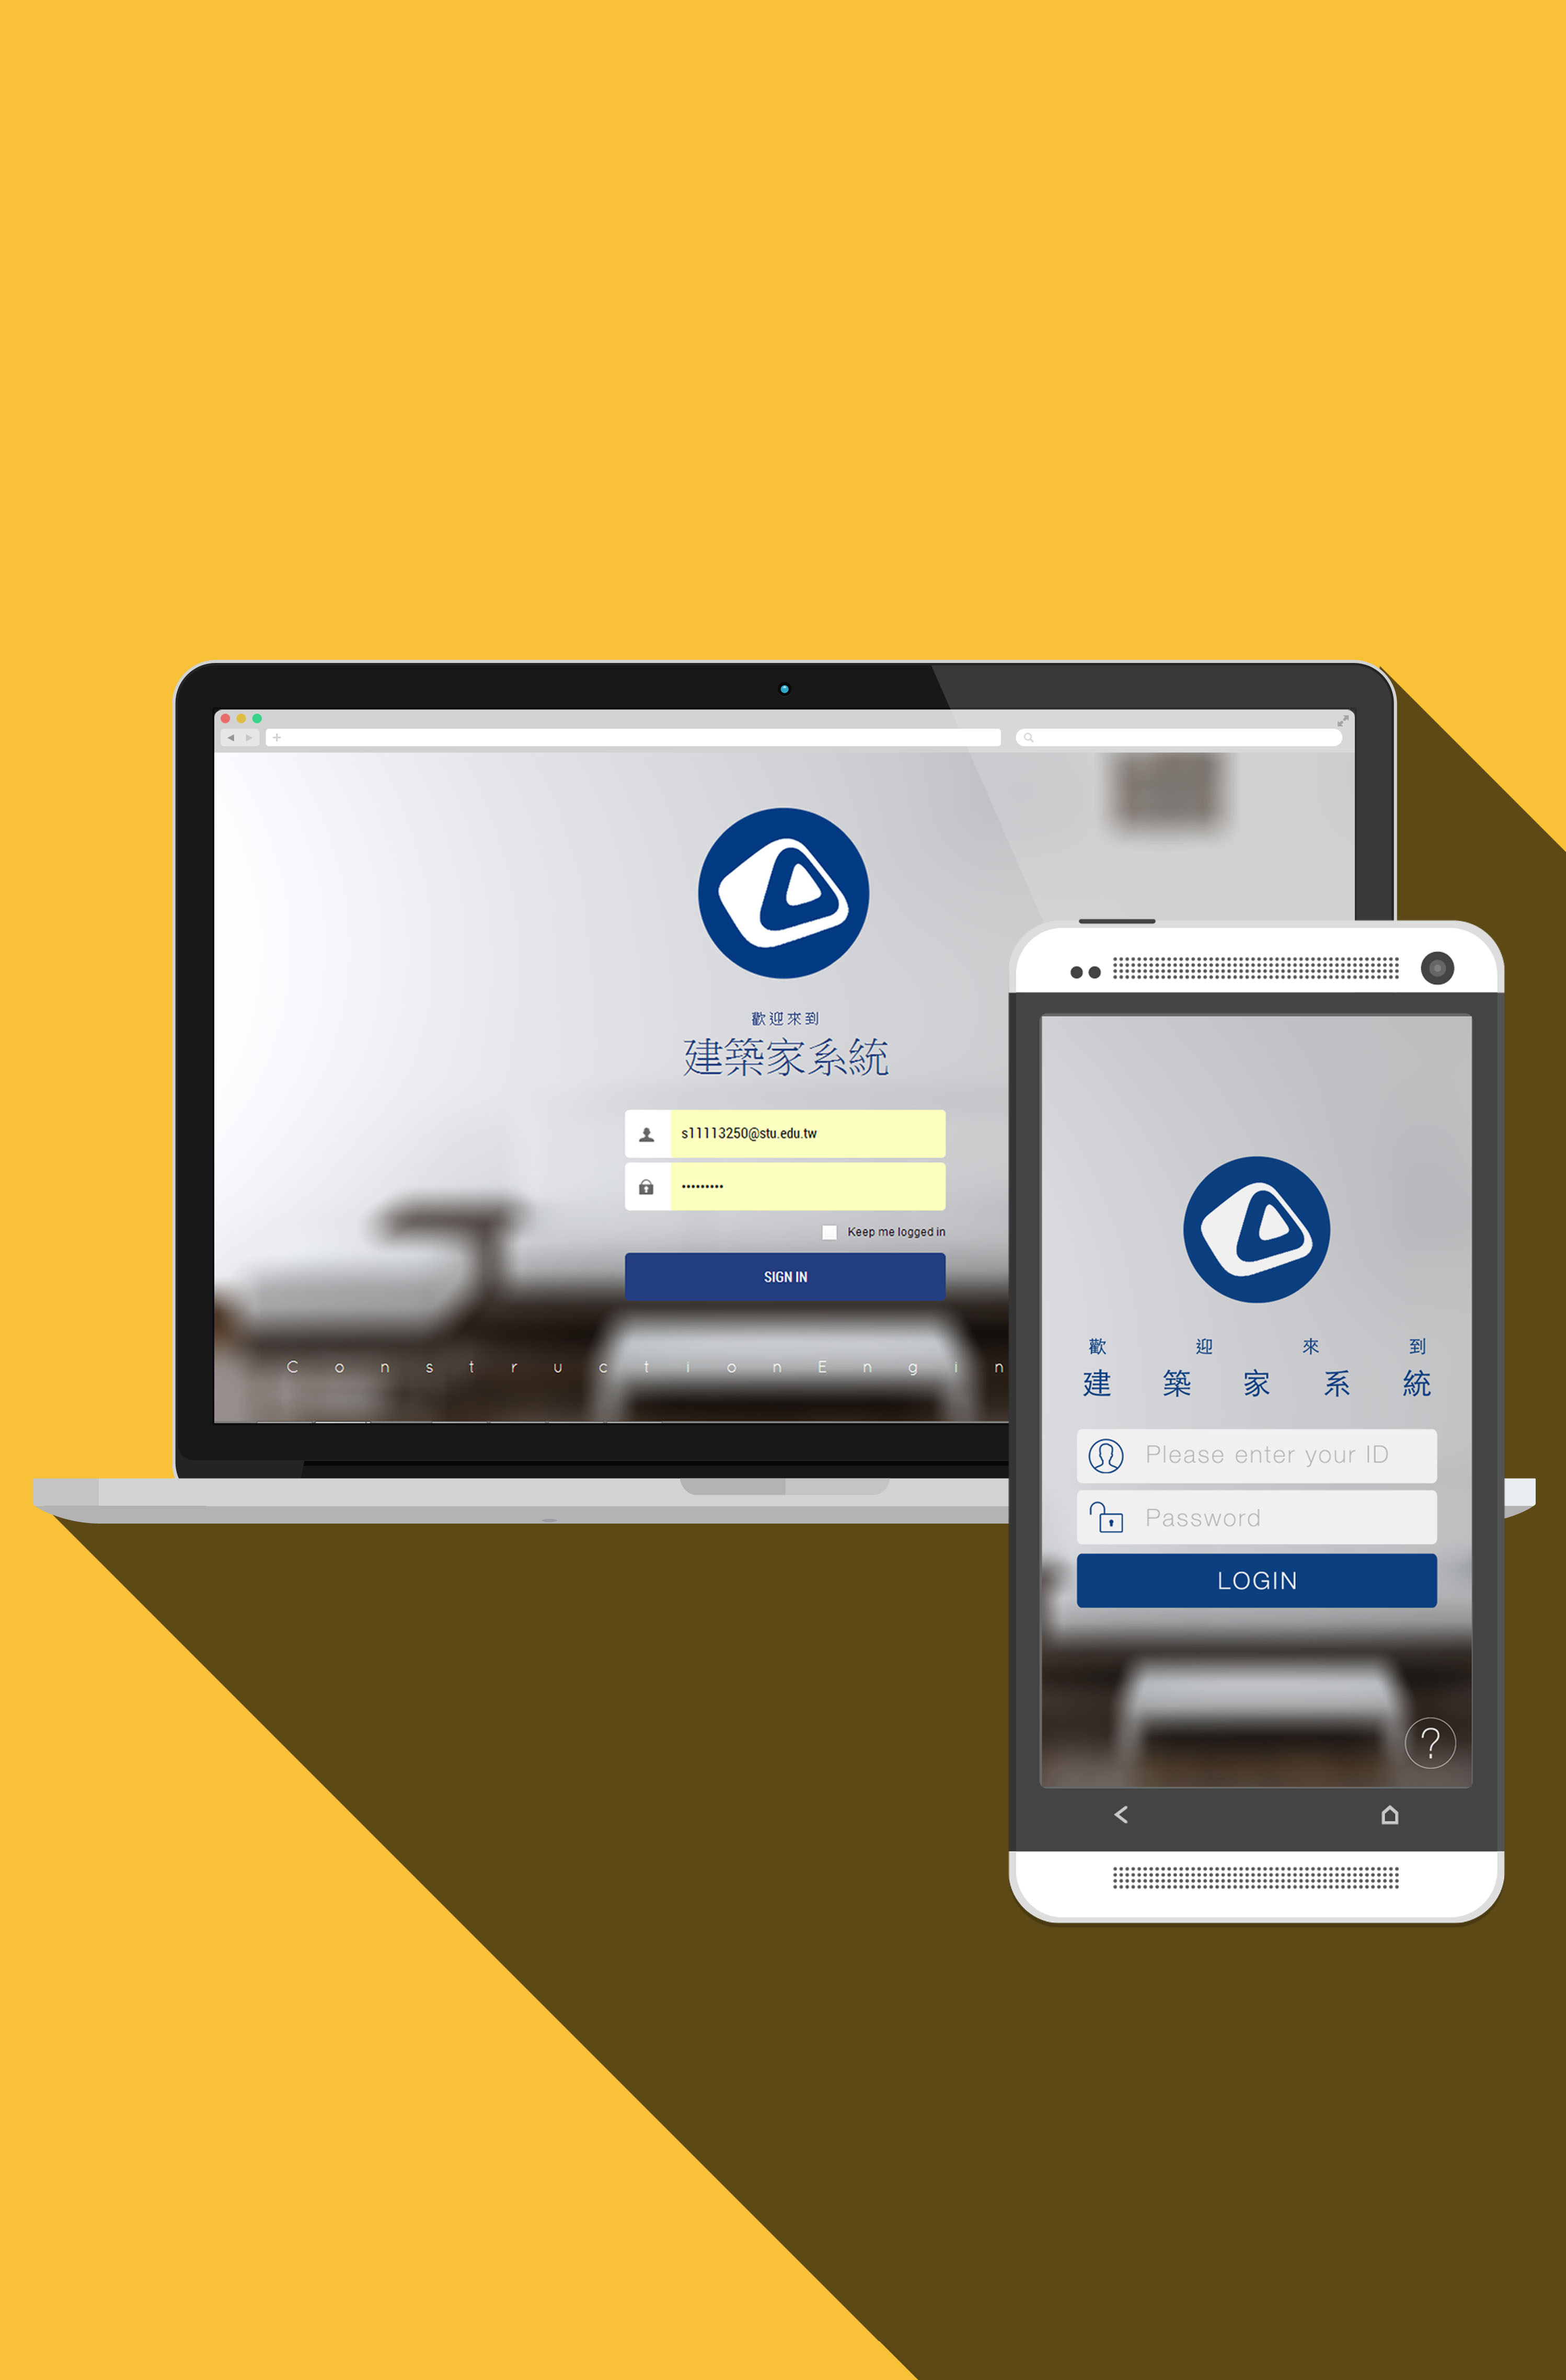 歡迎來到
建築家系統
s11113250@stu.edu.tw
•••••••••
Keep me logged in
SIGN IN
C o n s t r u c t i o n E n g i n
歡 迎 來 到
建 築 家 系 統
Please enter your ID
Password
LOGIN
?